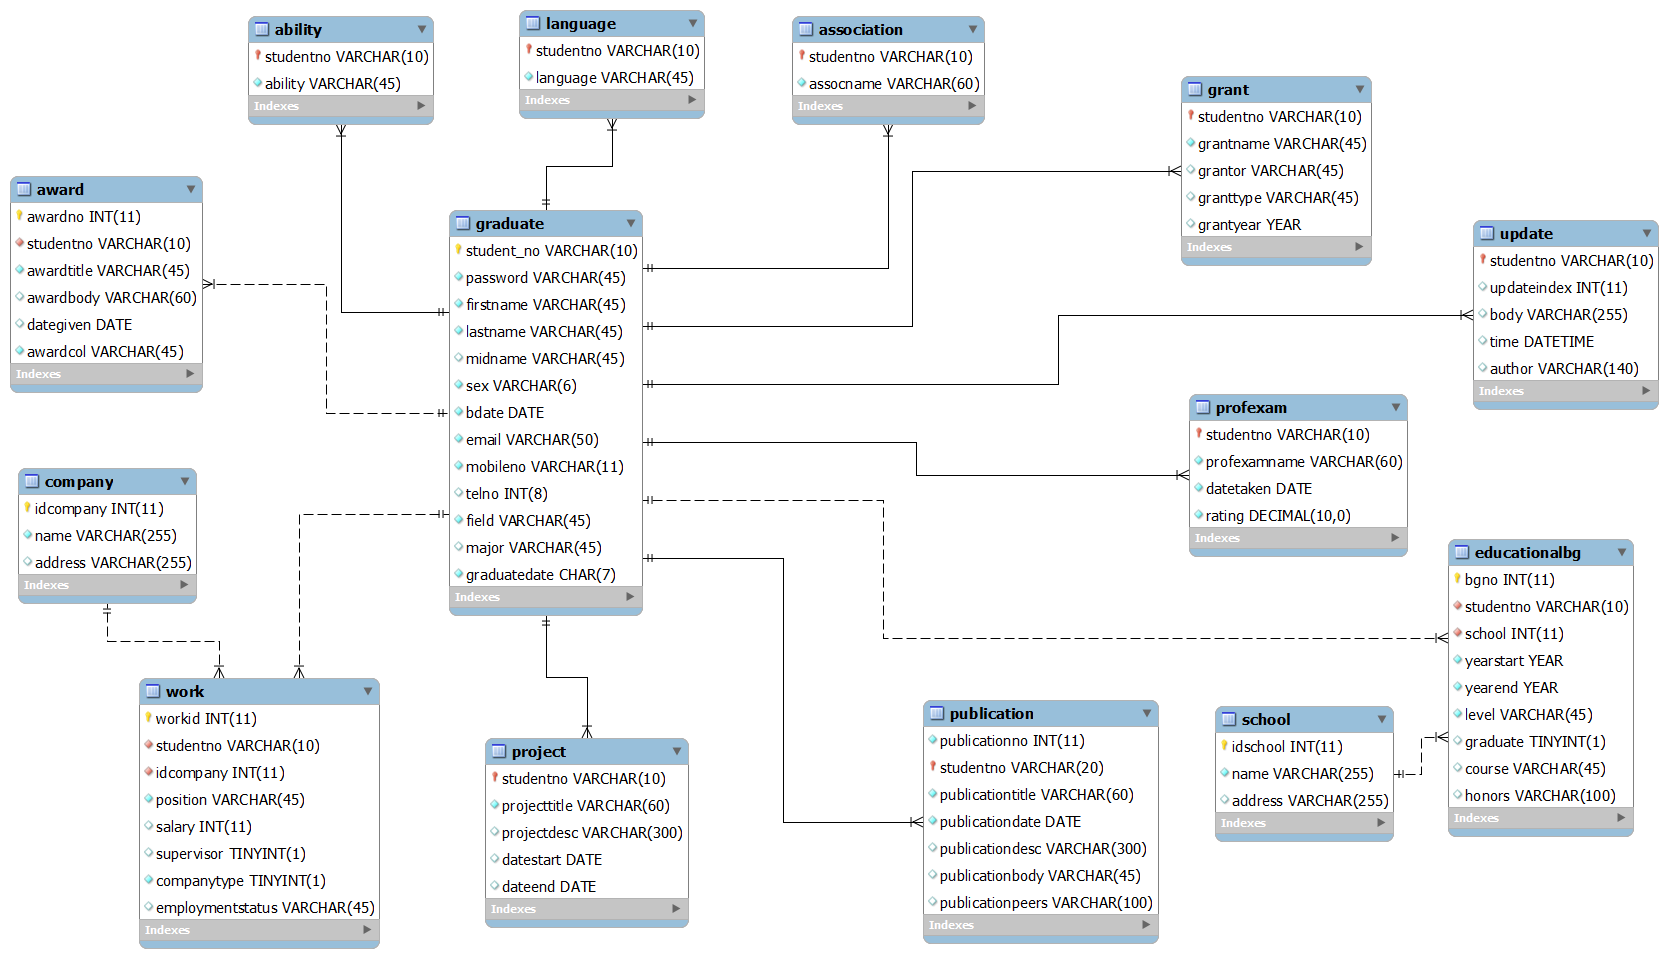 ability
studentno VARCHAR(10)
ability VARCHAR(45)
Indexes
language
studentno VARCHAR(10)
language VARCHAR(45)
Indexes
association
studentno VARCHAR(10)
assocname VARCHAR(60)
Indexes
grant
studentno VARCHAR(10)
grantname VARCHAR(45)
grantor VARCHAR(45)
granttype VARCHAR(45)
grantyear YEAR
Indexes
award
awardno INT(11)
studentno VARCHAR(10)
awardtitle VARCHAR(45)
awardbody VARCHAR(60)
dategiven DATE
awardcol VARCHAR(45)
Indexes
graduate
student_no VARCHAR(10)
password VARCHAR(45)
firstname VARCHAR(45)
lastname VARCHAR(45)
midname VARCHAR(45)
sex VARCHAR(6)
bdate DATE
email VARCHAR(50)
mobileno VARCHAR(11)
telno INT(8)
field VARCHAR(45)
major VARCHAR(45)
graduatedate CHAR(7)
Indexes
update
studentno VARCHAR(10)
updateindex INT(11)
body VARCHAR(255)
time DATETIME
author VARCHAR(140)
Indexes
profexam
studentno VARCHAR(10)
profexamname VARCHAR(60)
datetaken DATE
rating DECIMAL(10,0)
Indexes
company
idcompany INT(11)
name VARCHAR(255)
address VARCHAR(255)
Indexes
educationalbg
bgno INT(11)
studentno VARCHAR(10)
school INT(11)
yearstart YEAR
yearend YEAR
level VARCHAR(45)
graduate TINYINT(1)
course VARCHAR(45)
honors VARCHAR(100)
Indexes
work
workid INT(11)
studentno VARCHAR(10)
idcompany INT(11)
position VARCHAR(45)
salary INT(11)
supervisor TINYINT(1)
companytype TINYINT(1)
employmentstatus VARCHAR(45)
Indexes
project
studentno VARCHAR(10)
projecttitle VARCHAR(60)
projectdesc VARCHAR(300)
datestart DATE
dateend DATE
Indexes
publication
publicationno INT(11)
studentno VARCHAR(20)
publicationtitle VARCHAR(60)
publicationdate DATE
publicationdesc VARCHAR(300)
publicationbody VARCHAR(45)
publicationpeers VARCHAR(100)
Indexes
school
idschool INT(11)
name VARCHAR(255)
address VARCHAR(255)
Indexes